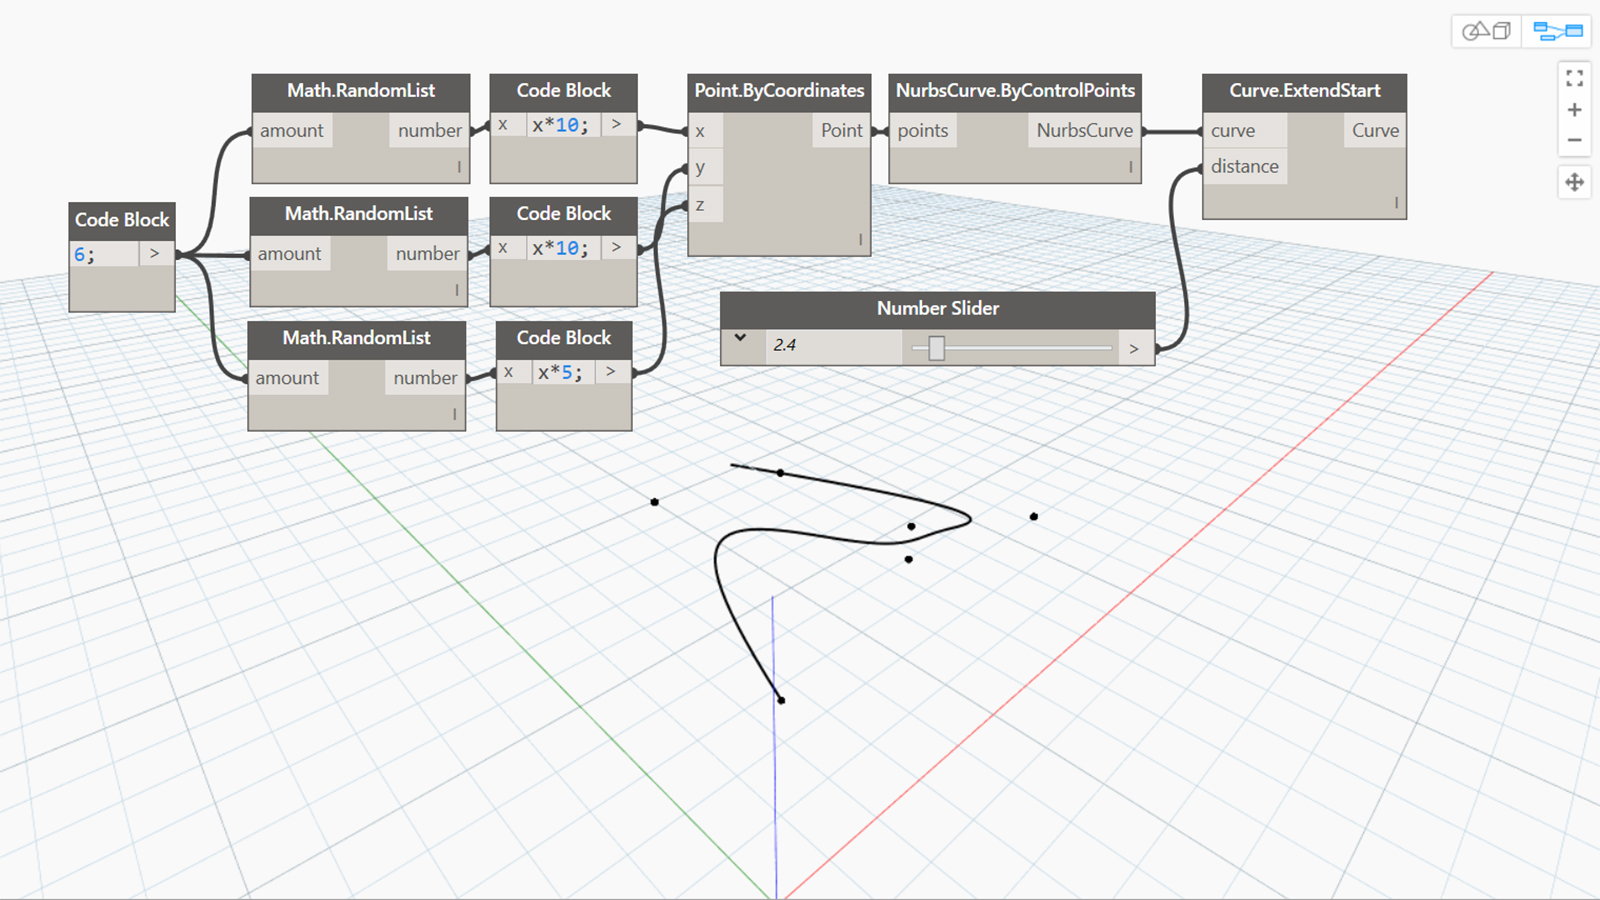 Math.RandomList
amount number
l
Code Block
x x*10; >
Point.ByCoordinates
x Point
y
z
l
NurbsCurve.ByControlPoints
points NurbsCurve
l
Curve.ExtendStart
curve Curve
distance
l
Code Block
6; >
Math.RandomList
amount number
l
Code Block
x x*10; >
Math.RandomList
amount number
l
Code Block
x x*5; >
Number Slider
2.4 >